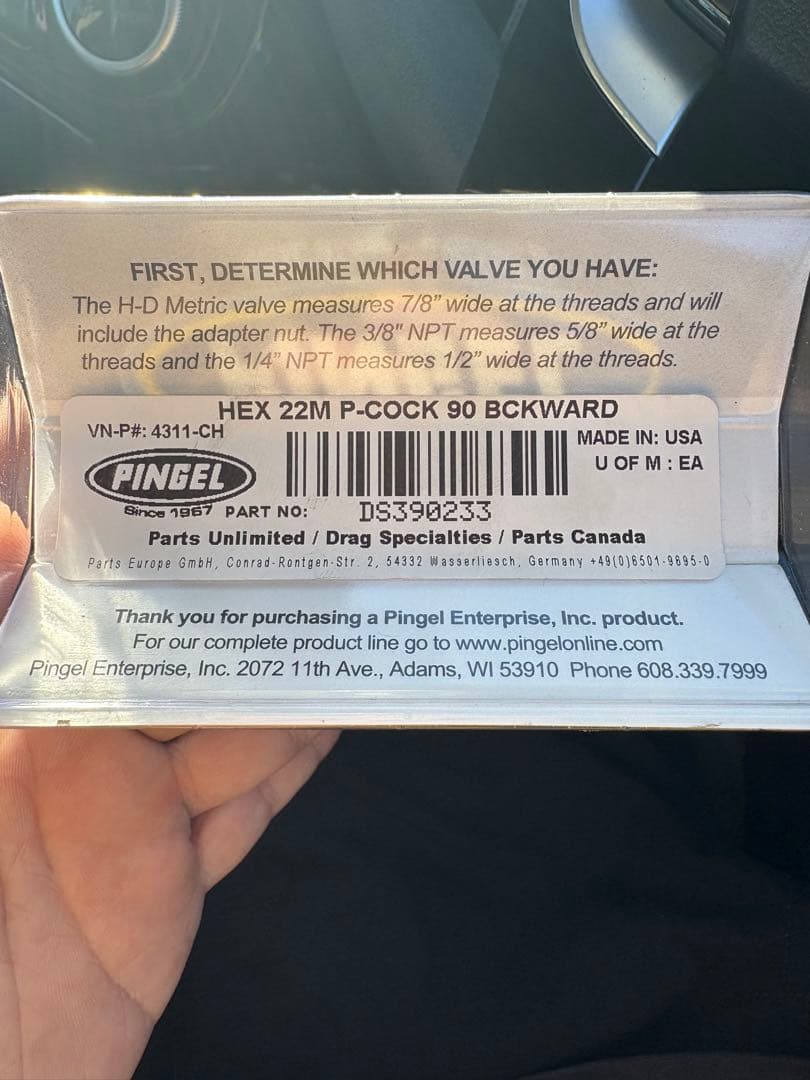 FIRST, DETERMINE WHICH VALVE YOU HAVE:
The H-D Metric valve measures 7/8” wide at the threads and will
include the adapter nut. The 3/8" NPT measures 5/8” wide at the
threads and the 1/4” NPT measures 1/2” wide at the threads.
HEX 22M P-COCK 90 BCKWARD
VN-P#: 4311-CH
MADE IN: USA
PINGEL
U OF M : EA
Since 1967
PART NO: DS390233
Parts Unlimited / Drag Specialties / Parts Canada
Parts Europe GmbH, Conrad-Rontgen-Str. 2, 54332 Wasserliesch, Germany +49(0)6501-9695-0
Thank you for purchasing a Pingel Enterprise, Inc. product.
For our complete product line go to www.pingelonline.com
Pingel Enterprise, Inc. 2072 11th Ave., Adams, WI 53910 Phone 608.339.7999